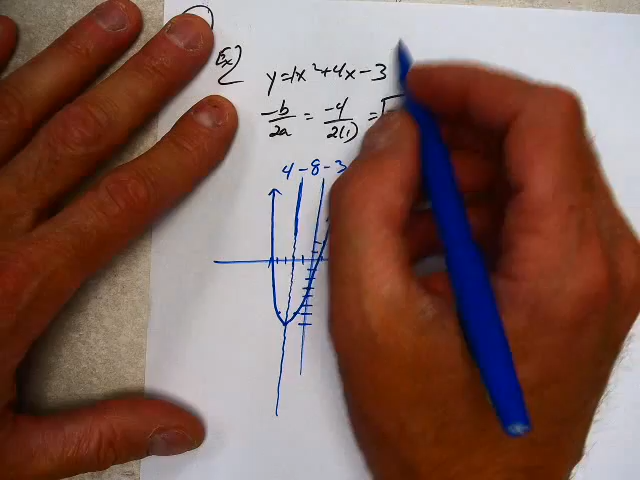 Ex) y=1x²+4x-3
-b/2a = -4/2(1) =
4-8-3